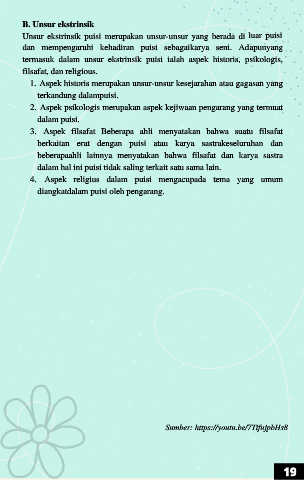 B. Unsur ekstrinsik
Unsur ekstrinsik puisi merupakan unsur-unsur yang berada di luar puisi
dan mempengaruhi kehadiran puisi sebagaikarya seni. Adapunyang
termasuk dalam unsur ekstrinsik puisi ialah aspek historis, psikologis,
filsafat, dan religious.
1. Aspek historis merupakan unsur-unsur kesejarahan atau gagasan yang
terkandung dalampuisi.
2. Aspek psikologis merupakan aspek kejiwaan pengarang yang termuat
dalam puisi.
3. Aspek filsafat Beberapa ahli menyatakan bahwa suatu filsafat
berkaitan erat dengan puisi atau karya sastrakeseluruhan dan
beberapaahli lainnya menyatakan bahwa filsafat dan karya sastra
dalam hal ini puisi tidak saling terkait satu sama lain.
4. Aspek religius dalam puisi mengacupada tema yang umum
diangkatdalam puisi oleh pengarang.
Sumber: https://youtu.be/7TtfujpbH38
19